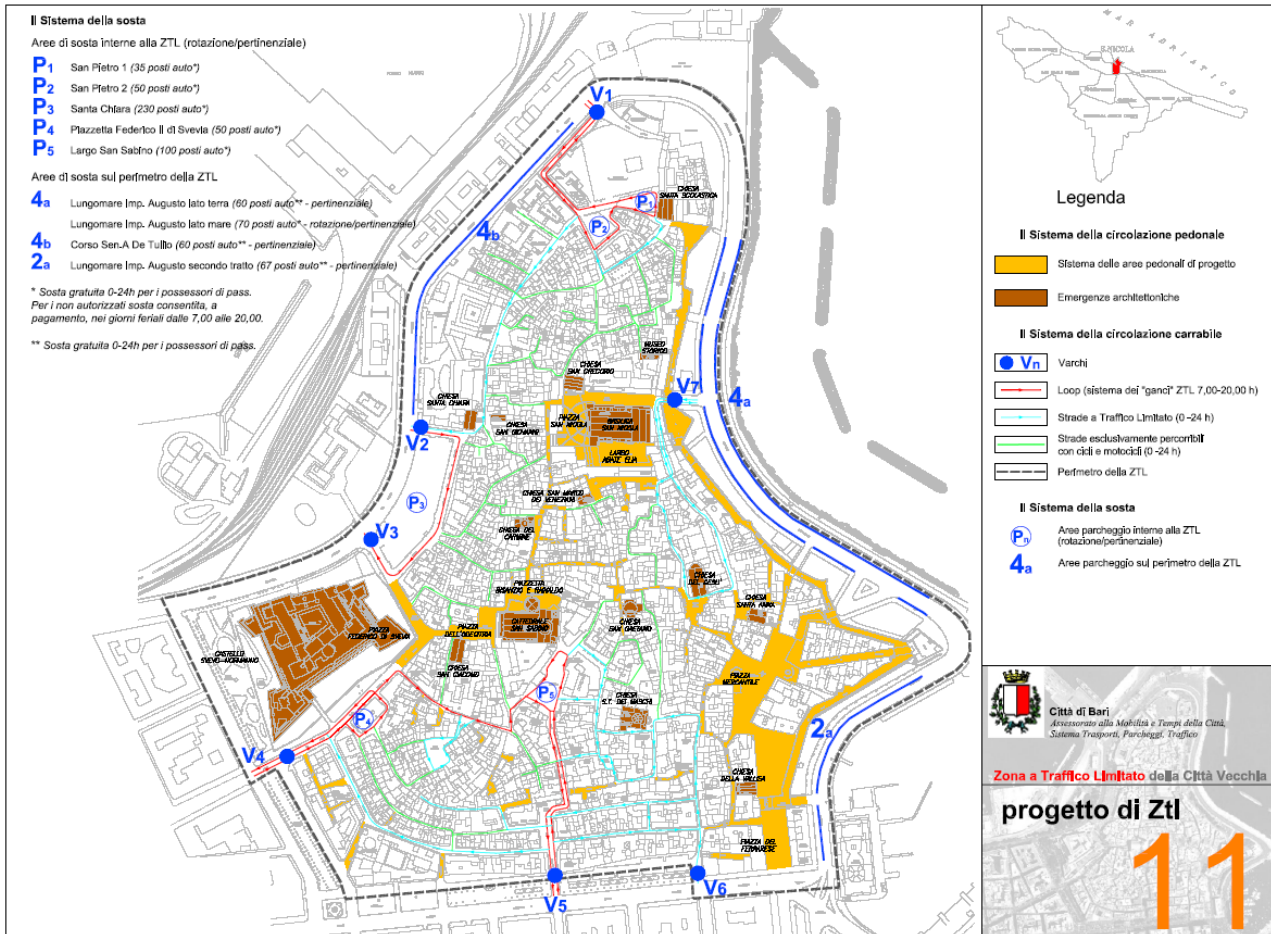 Il Sistema della sosta
Aree di sosta interne alla ZTL (rotazione/pertinenziale)
P1 San Pietro 1 (35 posti auto*)
P2 San Pietro 2 (50 posti auto*)
P3 Santa Chiara (230 posti auto*)
P4 Piazzetta Federico II di Svevia (50 posti auto*)
P5 Largo San Sabino (100 posti auto*)
Aree di sosta sul perimetro della ZTL
4a Lungomare Imp. Augusto lato terra (60 posti auto** - pertinenziale)
Lungomare Imp. Augusto lato mare (70 posti auto* - rotazione/pertinenziale)
4b Corso Sen.A De Tullio (60 posti auto** - pertinenziale)
2a Lungomare Imp. Augusto secondo tratto (67 posti auto** - pertinenziale)
* Sosta gratuita 0-24h per i possessori di pass.
Per i non autorizzati sosta consentita, a
pagamento, nei giorni feriali dalle 7,00 alle 20,00.
** Sosta gratuita 0-24h per i possessori di pass.
V1
CHIESA
SANTA SCOLASTICA
P1
P2
4b
MUSEO
STORICO
CHIESA
SAN GREGORIO
V7
4a
CHIESA
SANTA CHIARA
V2
CHIESA
SAN GIOVANNI
PIAZZA
SAN NICOLA
BASILICA
SAN NICOLA
LARGO
ABATE ELIA
CHIESA SAN MARCO
DEI VENEZIANI
P3
CHIESA DEL
CARMINE
V3
CHIESA
DEL GESU'
PIAZZETTA
BISANZIO E RAINALDO
CHIESA
SANTA ANNA
PIAZZA
FEDERICO DI SVEVIA
PIAZZA
DELL'ODEGITRIA
CATTEDRALE
SAN SABINO
CHIESA
SAN GAETANO
CASTELLO
SVEVO-NORMANNO
CHIESA
SAN GIACOMO
PIAZZA
MERCANTILE
P5
CHIESA
S.T. DEI MASCHI
P4
2a
V4
CHIESA
DELLA VALLISA
PIAZZA DEL
FERRARESE
V5
V6
MAR ADRIATICO
S.NICOLA
Legenda
Il Sistema della circolazione pedonale
Sistema delle aree pedonali di progetto
Emergenze architettoniche
Il Sistema della circolazione carrabile
Vn Varchi
Loop (sistema dei "ganci" ZTL 7,00-20,00 h)
Strade a Traffico Limitato (0 -24 h)
Strade esclusivamente percorribili
con cicli e motocicli (0 -24 h)
Perimetro della ZTL
Il Sistema della sosta
Pn Aree parcheggio interne alla ZTL
(rotazione/pertinenziale)
4a Aree parcheggio sul perimetro della ZTL
Città di Bari
Assessorato alla Mobilità e Tempi della Città,
Sistema Trasporti, Parcheggi, Traffico
Zona a Traffico Limitato della Città Vecchia
progetto di Ztl
11